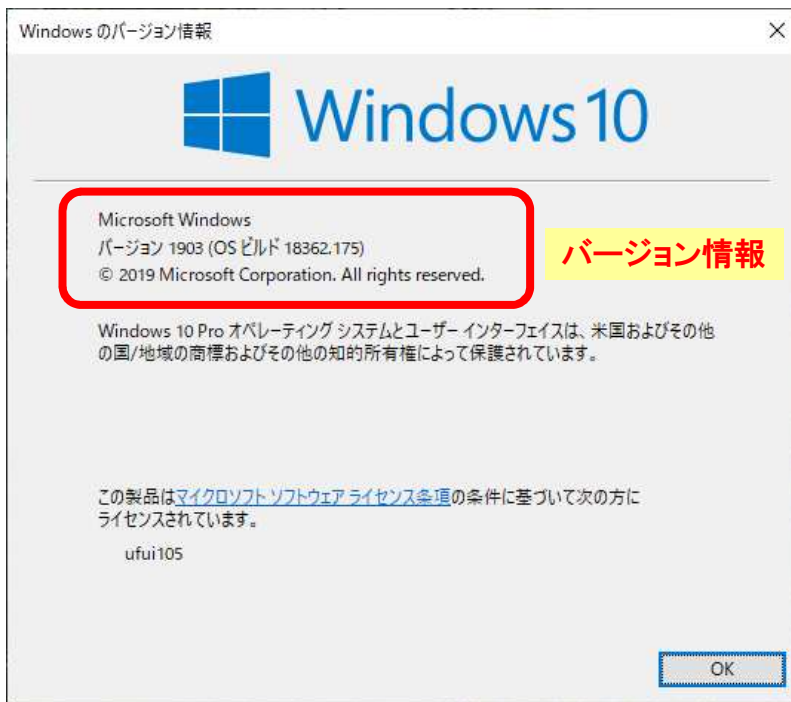 Windows のバージョン情報
Windows 10
Microsoft Windows
バージョン 1903 (OS ビルド 18362.175)
© 2019 Microsoft Corporation. All rights reserved.
バージョン情報
Windows 10 Pro オペレーティング システムとユーザー インターフェイスは、米国およびその他
の国/地域の商標およびその他の知的所有権によって保護されています。
この製品はマイクロソフト ソフトウェア ライセンス条項の条件に基づいて次の方に
ライセンスされています。
ufui105
OK